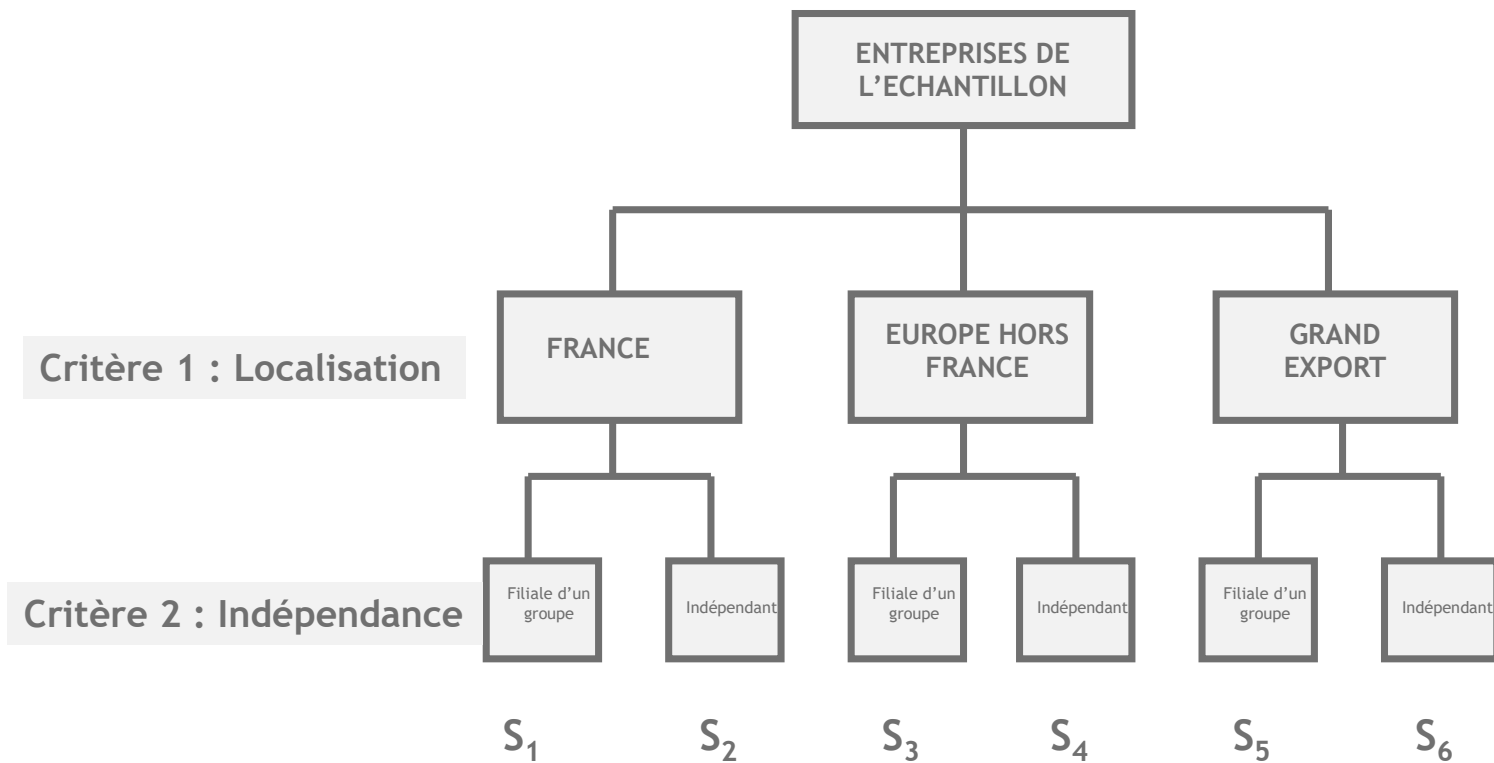 ENTREPRISES DE
L’ECHANTILLON
FRANCE
EUROPE HORS
FRANCE
GRAND
EXPORT
Critère 1 : Localisation
Critère 2 : Indépendance
Filiale d’un
groupe
Indépendant
Filiale d’un
groupe
Indépendant
Filiale d’un
groupe
Indépendant
S1 S2 S3 S4 S5 S6